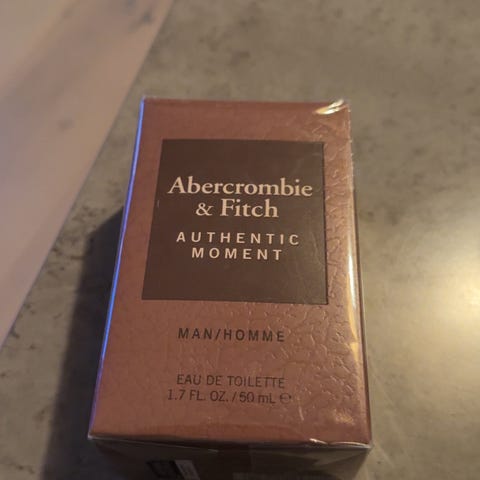 Abercrombie
& Fitch
AUTHENTIC
MOMENT
MAN/HOMME
EAU DE TOILETTE
1.7 FL. OZ. / 50 mL ℮